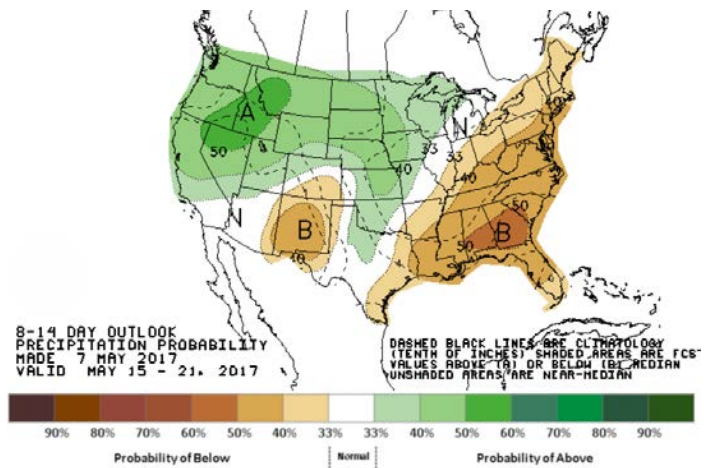 A
50
N
33
33
40
40
40
40
N
B
40
50
50
B
8-14 DAY OUTLOOK
PRECIPITATION PROBABILITY
MADE 7 MAY 2017
VALID MAY 15 - 21, 2017
DASHED BLACK LINES ARE CLIMATOLOGY
(TENTH OF INCHES) SHADED AREAS ARE FCST
VALUES ABOVE (A) OR BELOW (B) MEDIAN
UNSHADED AREAS ARE NEAR-MEDIAN
90% 80% 70% 60% 50% 40% 33% 33% 40% 50% 60% 70% 80% 90%
Probability of Below Normal Probability of Above